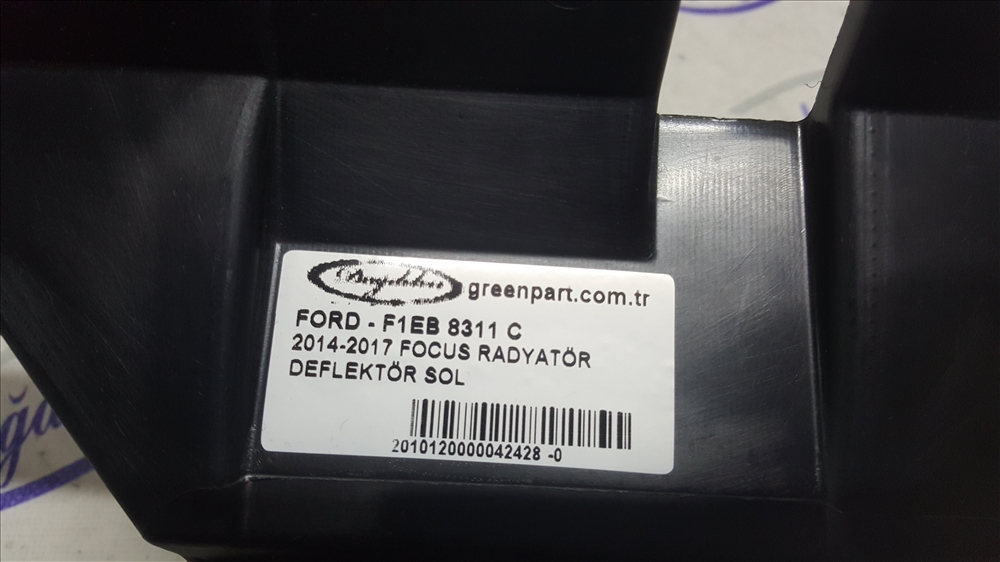 greenpart.com.tr
FORD - F1EB 8311 C
2014-2017 FOCUS RADYATÖR
DEFLEKTÖR SOL
2010120000042428 -0